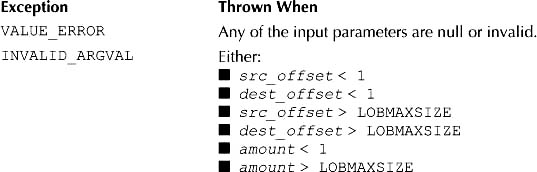 Exception Thrown When
VALUE_ERROR Any of the input parameters are null or invalid.
INVALID_ARGVAL Either:
■ src_offset < 1
■ dest_offset < 1
■ src_offset > LOBMAXSIZE
■ dest_offset > LOBMAXSIZE
■ amount < 1
■ amount > LOBMAXSIZE